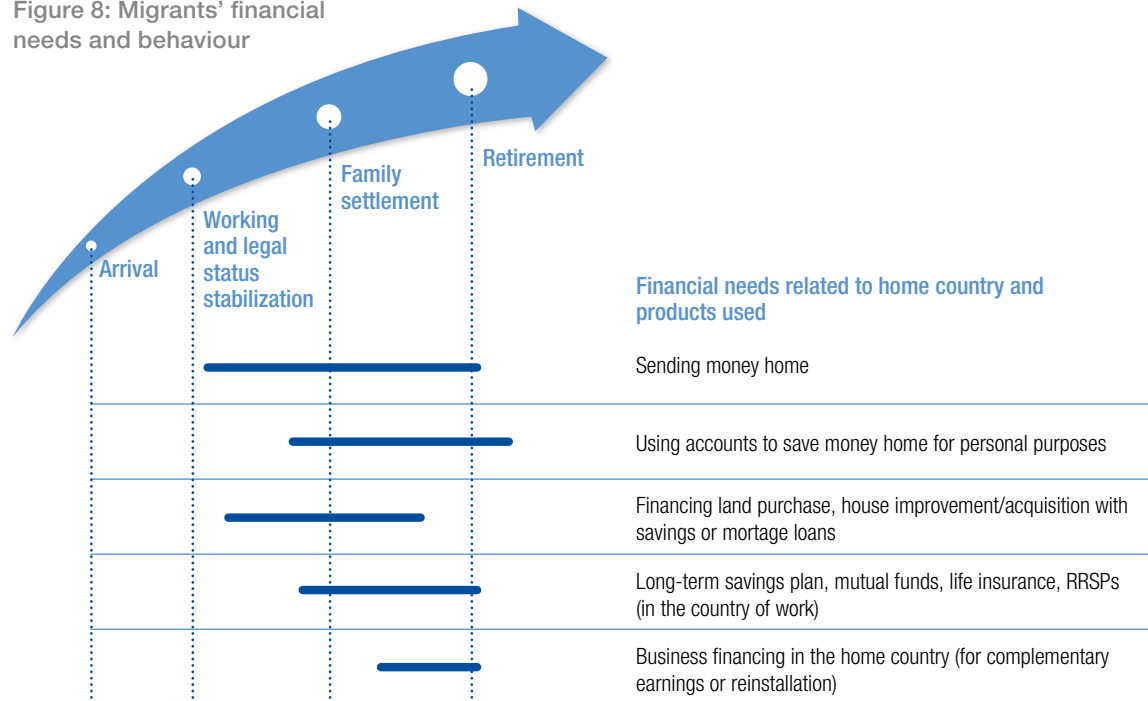 Figure 8: Migrants’ financial
needs and behaviour
Retirement
Family
settlement
Working
and legal
status
stabilization
Arrival
Financial needs related to home country and
products used
Sending money home
Using accounts to save money home for personal purposes
Financing land purchase, house improvement/acquisition with
savings or mortage loans
Long-term savings plan, mutual funds, life insurance, RRSPs
(in the country of work)
Business financing in the home country (for complementary
earnings or reinstallation)